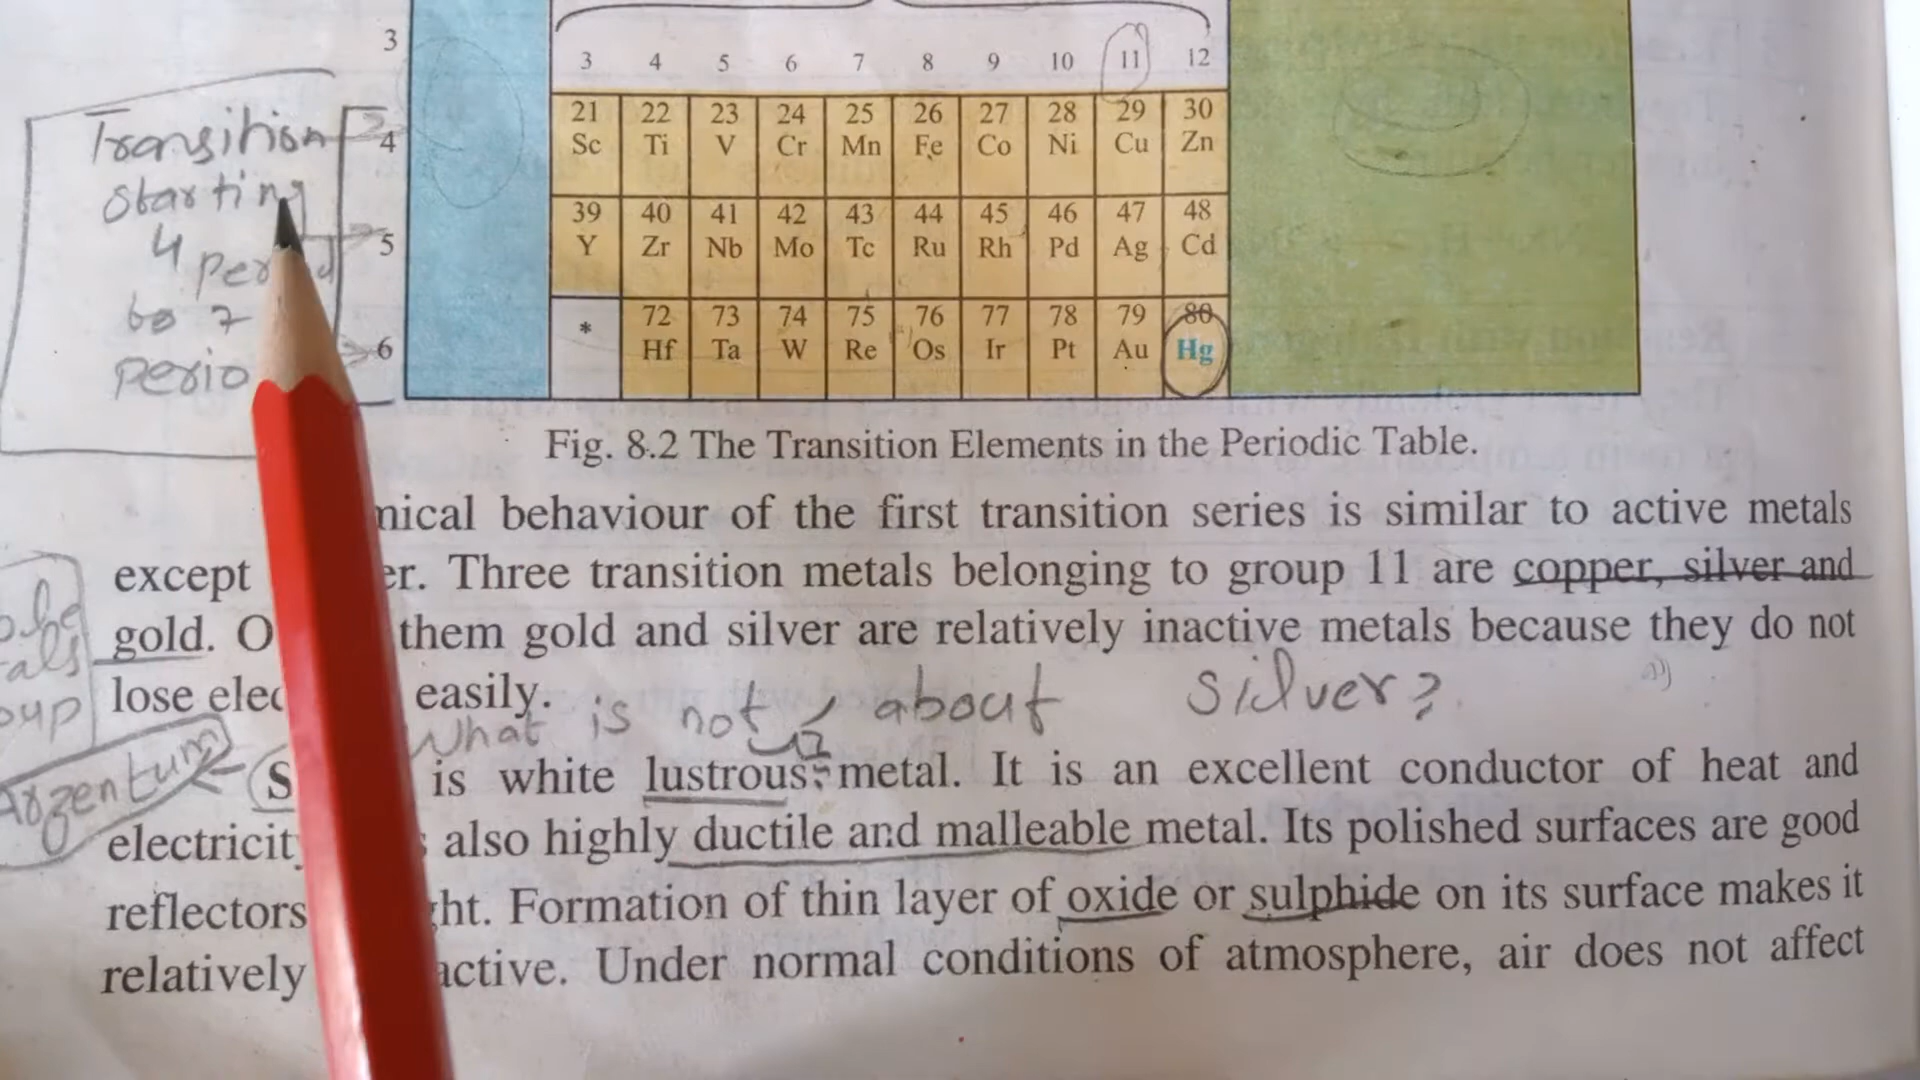 3
3 4 5 6 7 8 9 10 11 12
Transition
starting
4
to 7
4
21 22 23 24 25 26 27 28 29 30
Sc Ti V Cr Mn Fe Co Ni Cu Zn
5
39 40 41 42 43 44 45 46 47 48
Y Zr Nb Mo Tc Ru Rh Pd Ag Cd
6
* 72 73 74 75 76 77 78 79 80
Hf Ta W Re Os Ir Pt Au Hg
Fig. 8.2 The Transition Elements in the Periodic Table.
behaviour of the first transition series is similar to active metals
except Three transition metals belonging to group 11 are copper, silver and
gold. them gold and silver are relatively inactive metals because they do not
lose easily.
What is not about silver?
Argentum
is white lustrous metal. It is an excellent conductor of heat and
also highly ductile and malleable metal. Its polished surfaces are good
reflectors Formation of thin layer of oxide or sulphide on its surface makes it
relatively Under normal conditions of atmosphere, air does not affect